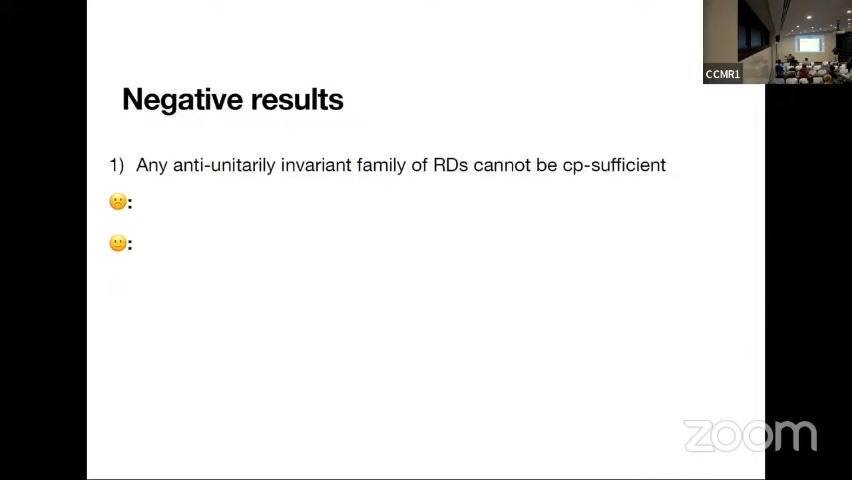 CCMR1
Negative results
1) Any anti-unitarily invariant family of RDs cannot be cp-sufficient
☹️:
🙂:
zoom